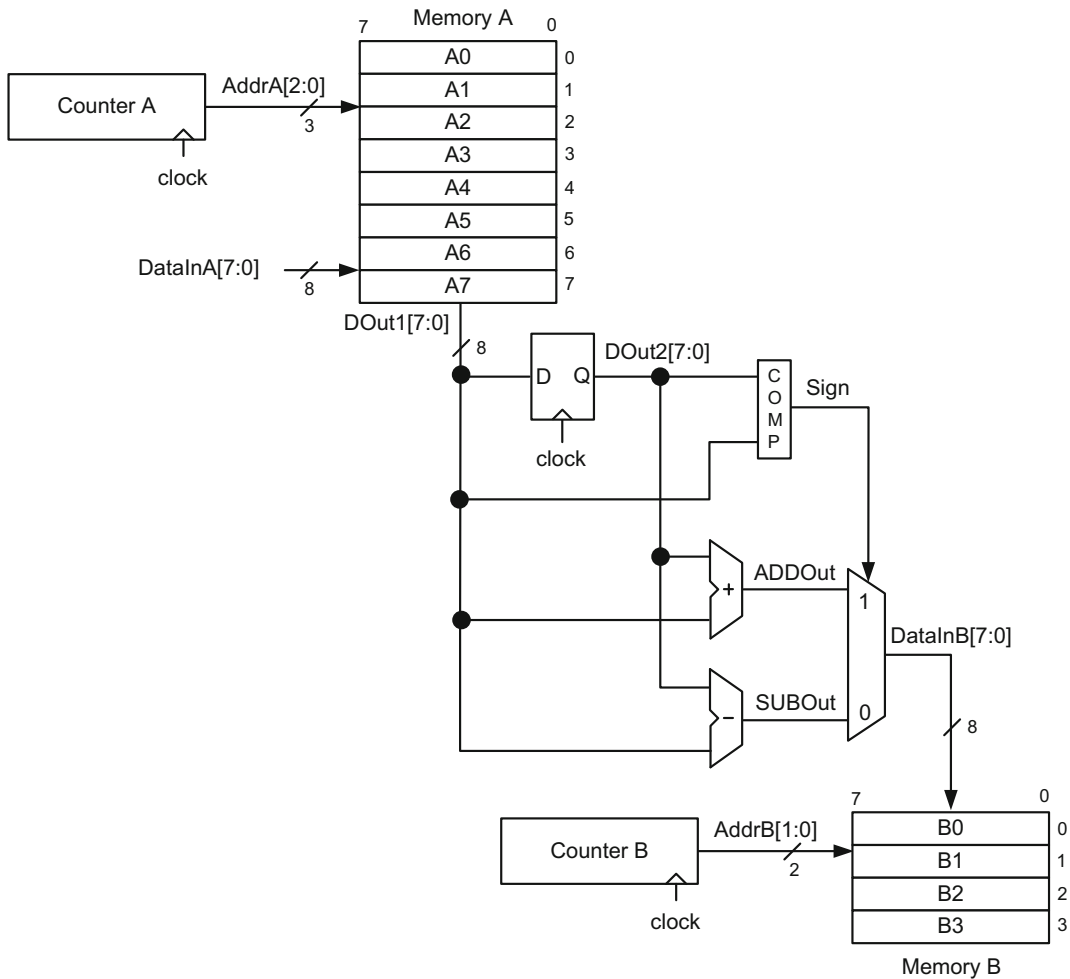 Memory A
7 0
A0 0
Counter A
AddrA[2:0]
3
clock
A1 1
A2 2
A3 3
A4 4
A5 5
A6 6
A7 7
DataInA[7:0]
8
DOut1[7:0]
8
D Q
clock
DOut2[7:0]
COMP
Sign
+
ADDOut
1
DataInB[7:0]
8
-
SUBOut
0
Counter B
clock
AddrB[1:0]
2
7 0
B0 0
B1 1
B2 2
B3 3
Memory B